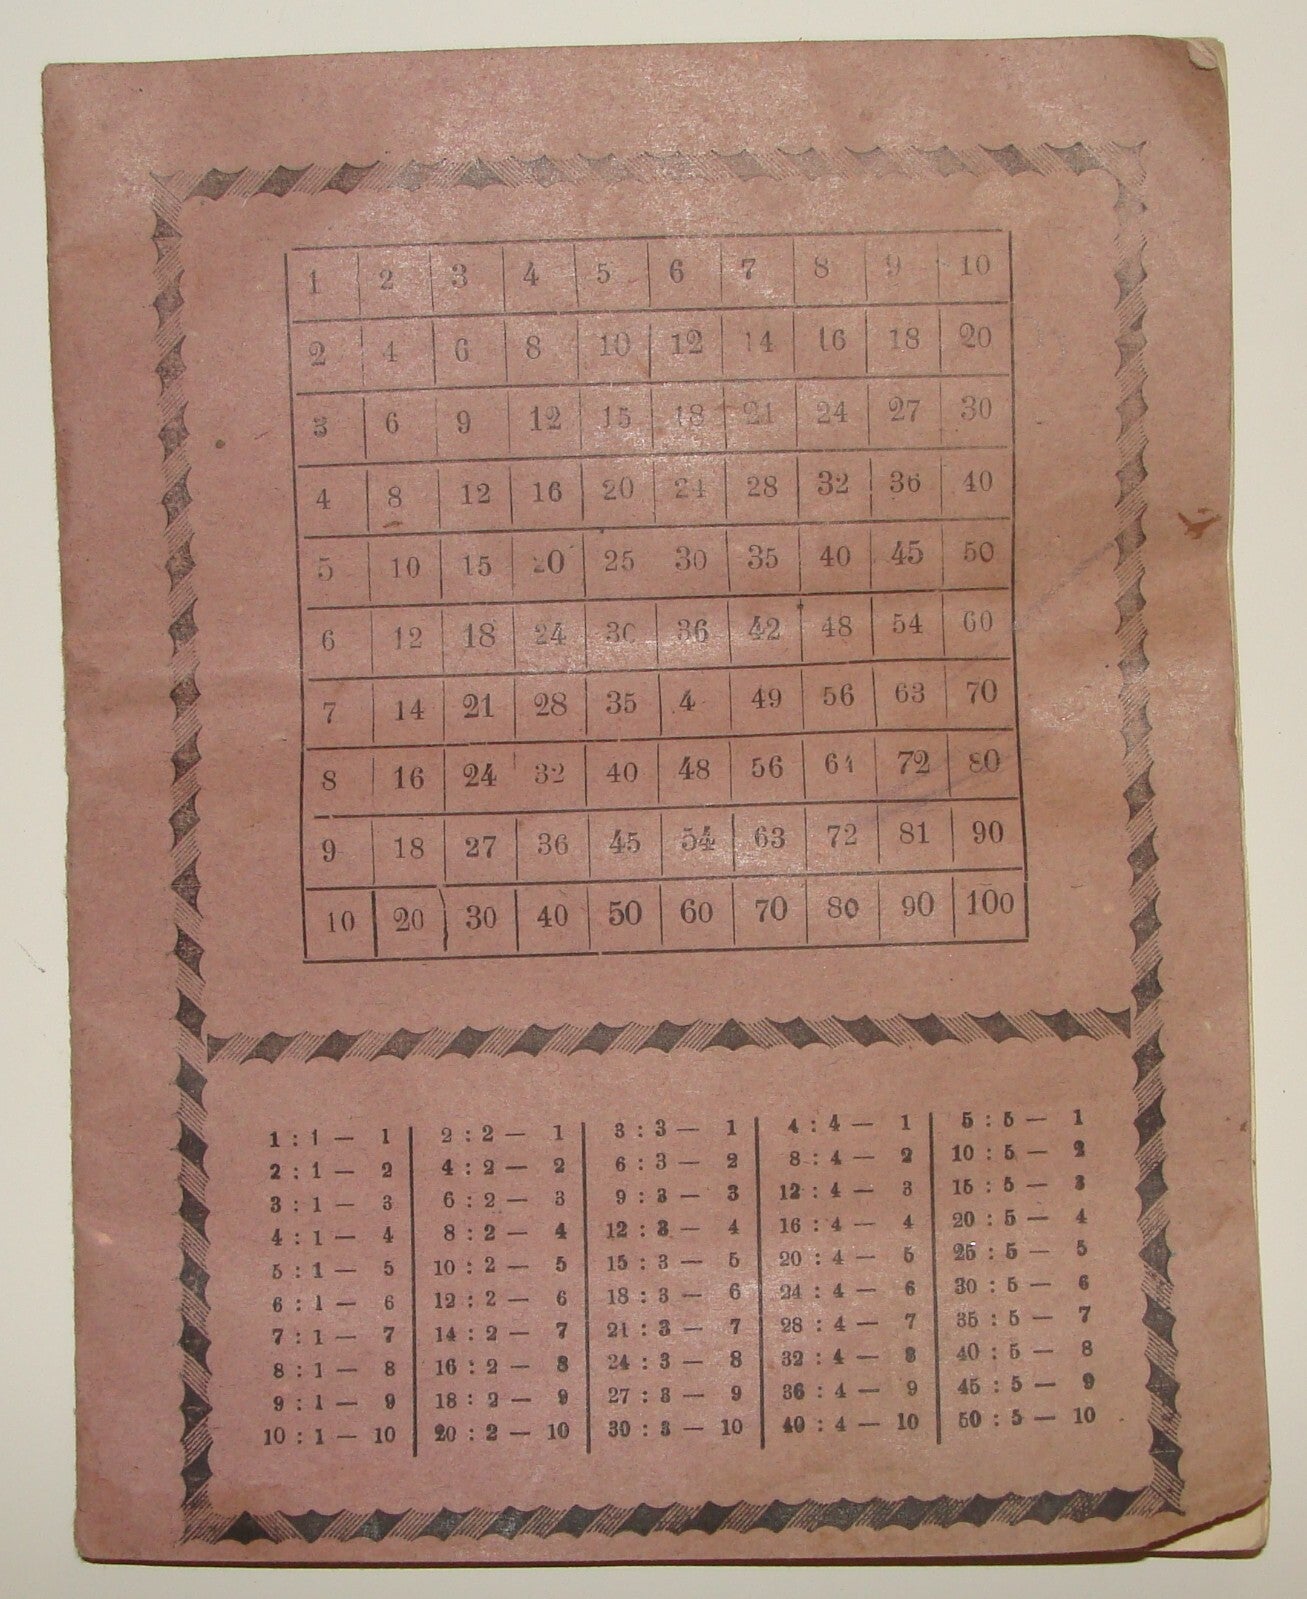 1 2 3 4 5 6 7 8 9 10
2 4 6 8 10 12 14 16 18 20
3 6 9 12 15 18 21 24 27 30
4 8 12 16 20 24 28 32 36 40
5 10 15 20 25 30 35 40 45 50
6 12 18 24 30 36 42 48 54 60
7 14 21 28 35 4 49 56 63 70
8 16 24 32 40 48 56 64 72 80
9 18 27 36 45 54 63 72 81 90
10 20 30 40 50 60 70 80 90 100
1 : 1 — 1 2 : 2 — 1 3 : 3 — 1 4 : 4 — 1 5 : 5 — 1
2 : 1 — 2 4 : 2 — 2 6 : 3 — 2 8 : 4 — 2 10 : 5 — 2
3 : 1 — 3 6 : 2 — 3 9 : 3 — 3 12 : 4 — 3 15 : 5 — 3
4 : 1 — 4 8 : 2 — 4 12 : 3 — 4 16 : 4 — 4 20 : 5 — 4
5 : 1 — 5 10 : 2 — 5 15 : 3 — 5 20 : 4 — 5 25 : 5 — 5
6 : 1 — 6 12 : 2 — 6 18 : 3 — 6 24 : 4 — 6 30 : 5 — 6
7 : 1 — 7 14 : 2 — 7 21 : 3 — 7 28 : 4 — 7 35 : 5 — 7
8 : 1 — 8 16 : 2 — 8 24 : 3 — 8 32 : 4 — 8 40 : 5 — 8
9 : 1 — 9 18 : 2 — 9 27 : 3 — 9 36 : 4 — 9 45 : 5 — 9
10 : 1 — 10 20 : 2 — 10 30 : 3 — 10 40 : 4 — 10 50 : 5 — 10